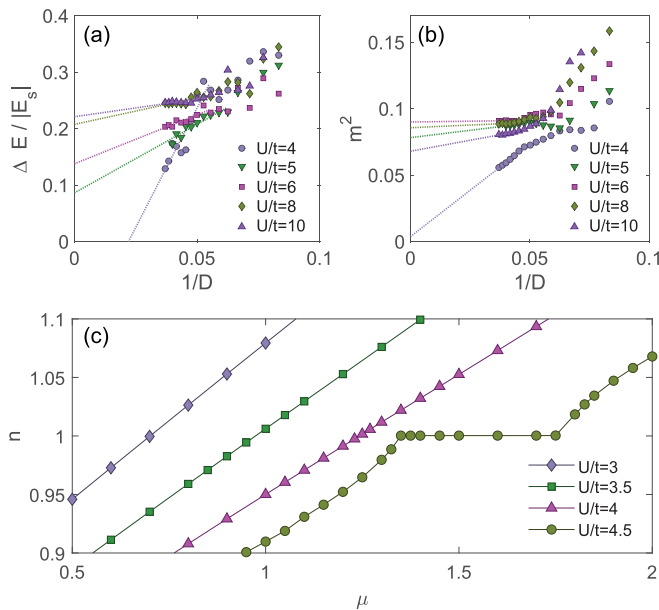 (a)
0.4
0.3
0.2
0.1
0
Δ E / |E_s|
U/t=4
U/t=5
U/t=6
U/t=8
U/t=10
0 0.05 0.1
1/D
(b)
0.15
0.10
0.05
0
m²
U/t=4
U/t=5
U/t=6
U/t=8
U/t=10
0 0.05 0.1
1/D
(c)
1.1
1.05
1
0.95
0.9
n
U/t=3
U/t=3.5
U/t=4
U/t=4.5
0.5 1 1.5 2
μ